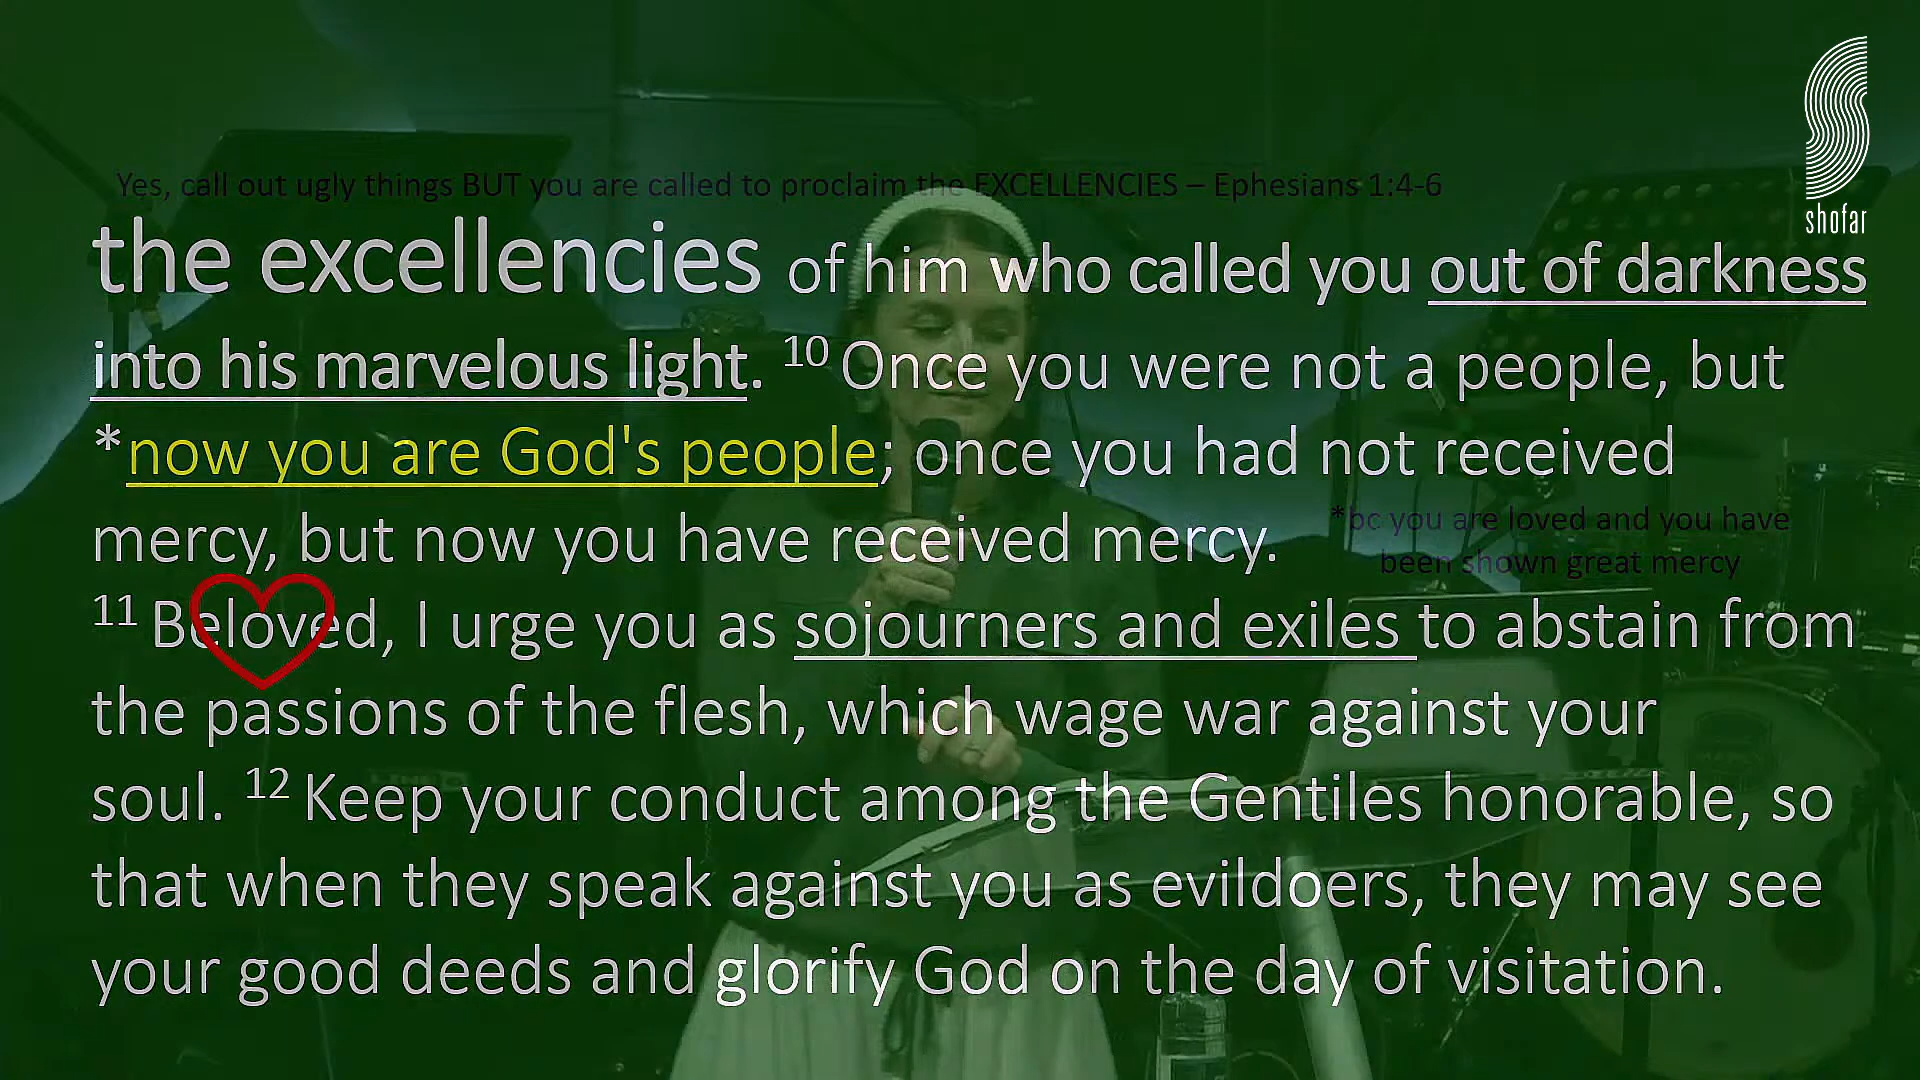 shofar
Yes, call out ugly things BUT you are called to proclaim the EXCELLENCIES – Ephesians 1:4-6
the excellencies of him who called you out of darkness
into his marvelous light. 10 Once you were not a people, but
*now you are God's people; once you had not received
mercy, but now you have received mercy.
*bc you are loved and you have
been shown great mercy
11 Beloved, I urge you as sojourners and exiles to abstain from
the passions of the flesh, which wage war against your
soul. 12 Keep your conduct among the Gentiles honorable, so
that when they speak against you as evildoers, they may see
your good deeds and glorify God on the day of visitation.